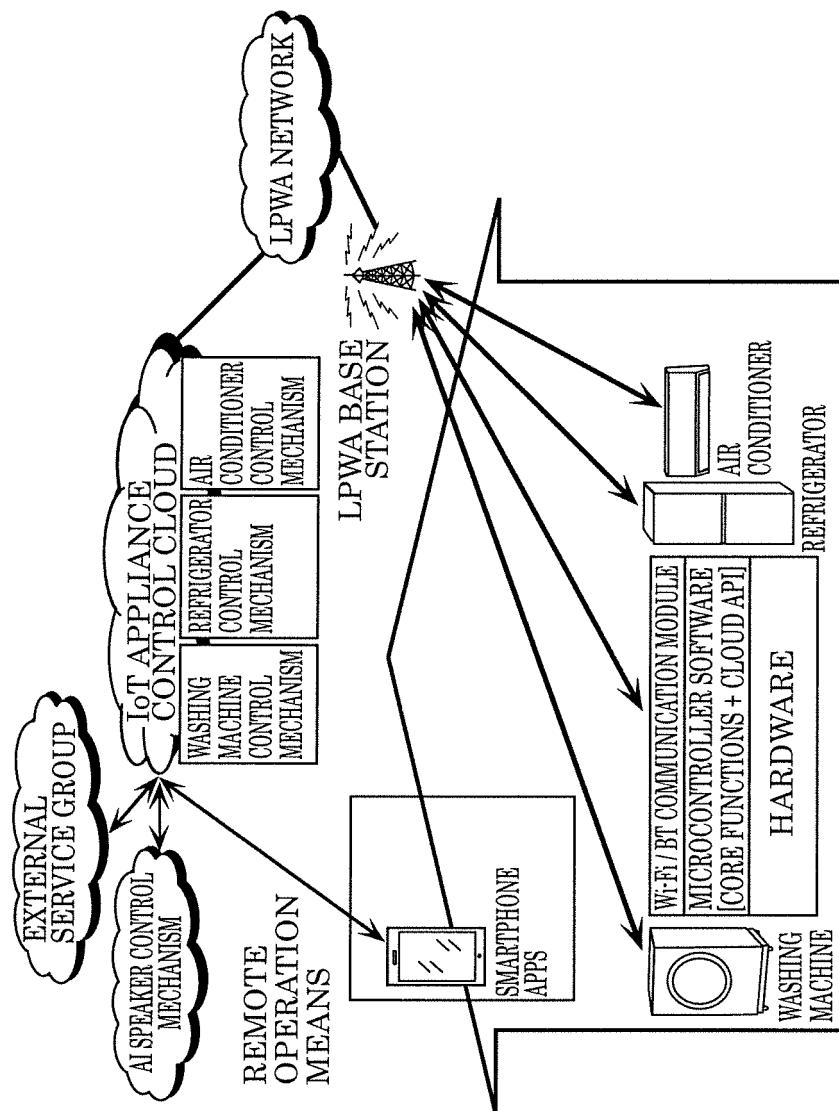 EXTERNAL
SERVICE GROUP
AI SPEAKER CONTROL
MECHANISM
IoT APPLIANCE
CONTROL CLOUD
WASHING
MACHINE
CONTROL
MECHANISM
REFRIGERATOR
CONTROL
MECHANISM
AIR
CONDITIONER
CONTROL
MECHANISM
LPWA NETWORK
REMOTE
OPERATION
MEANS
LPWA BASE
STATION
SMARTPHONE
APPS
Wi-Fi / BT COMMUNICATION MODULE
MICROCONTROLLER SOFTWARE
[CORE FUNCTIONS + CLOUD API]
HARDWARE
WASHING
MACHINE
REFRIGERATOR
AIR
CONDITIONER